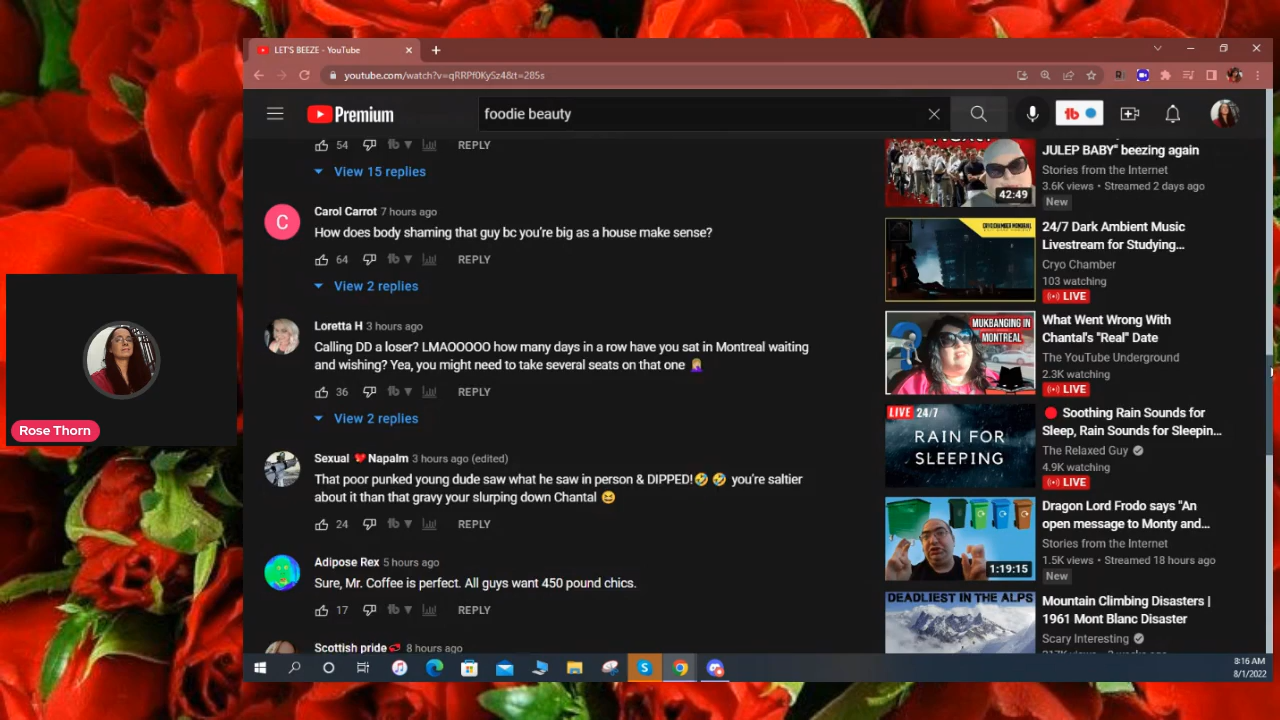 LET'S BEEZE - YouTube
youtube.com/watch?v=qRRPf0KySz4&t=285s
Premium
foodie beauty
54
REPLY
View 15 replies
Carol Carrot 7 hours ago
How does body shaming that guy bc you're big as a house make sense?
64
REPLY
View 2 replies
Loretta H 3 hours ago
Calling DD a loser? LMAOOOOO how many days in a row have you sat in Montreal waiting
and wishing? Yea, you might need to take several seats on that one 🤦🏼‍♀️
36
REPLY
View 2 replies
Sexual ❤️Napalm 3 hours ago (edited)
That poor punked young dude saw what he saw in person & DIPPED!🤣 🤣 you're saltier
about it than that gravy your slurping down Chantal 😆
24
REPLY
Adipose Rex 5 hours ago
Sure, Mr. Coffee is perfect. All guys want 450 pound chics.
17
REPLY
Scottish pride 8 hours ago
42:49
JULEP BABY" beezing again
Stories from the Internet
3.6K views • Streamed 2 days ago
New
CRYO CHAMBER
24/7 Dark Ambient Music
Livestream for Studying...
Cryo Chamber
103 watching
LIVE
MUKBANGING IN
MONTREAL
What Went Wrong With
Chantal's "Real" Date
The YouTube Underground
2.3K watching
LIVE
LIVE 24/7
RAIN FOR
SLEEPING
Soothing Rain Sounds for
Sleep, Rain Sounds for Sleepin...
The Relaxed Guy
4.9K watching
LIVE
1:19:15
Dragon Lord Frodo says "An
open message to Monty and...
Stories from the Internet
1.5K views • Streamed 18 hours ago
New
DEADLIEST IN THE ALPS
Mountain Climbing Disasters |
1961 Mont Blanc Disaster
Scary Interesting
Rose Thorn
8:16 AM
8/1/2022